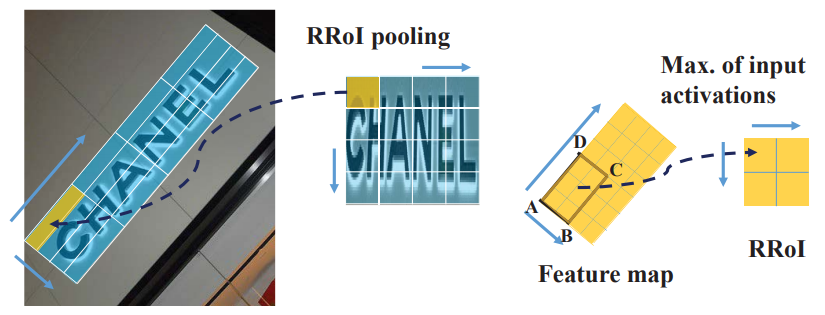 CHANEL
RRoI pooling
CHANEL
Max. of input
activations
D
C
A
B
Feature map
RRoI